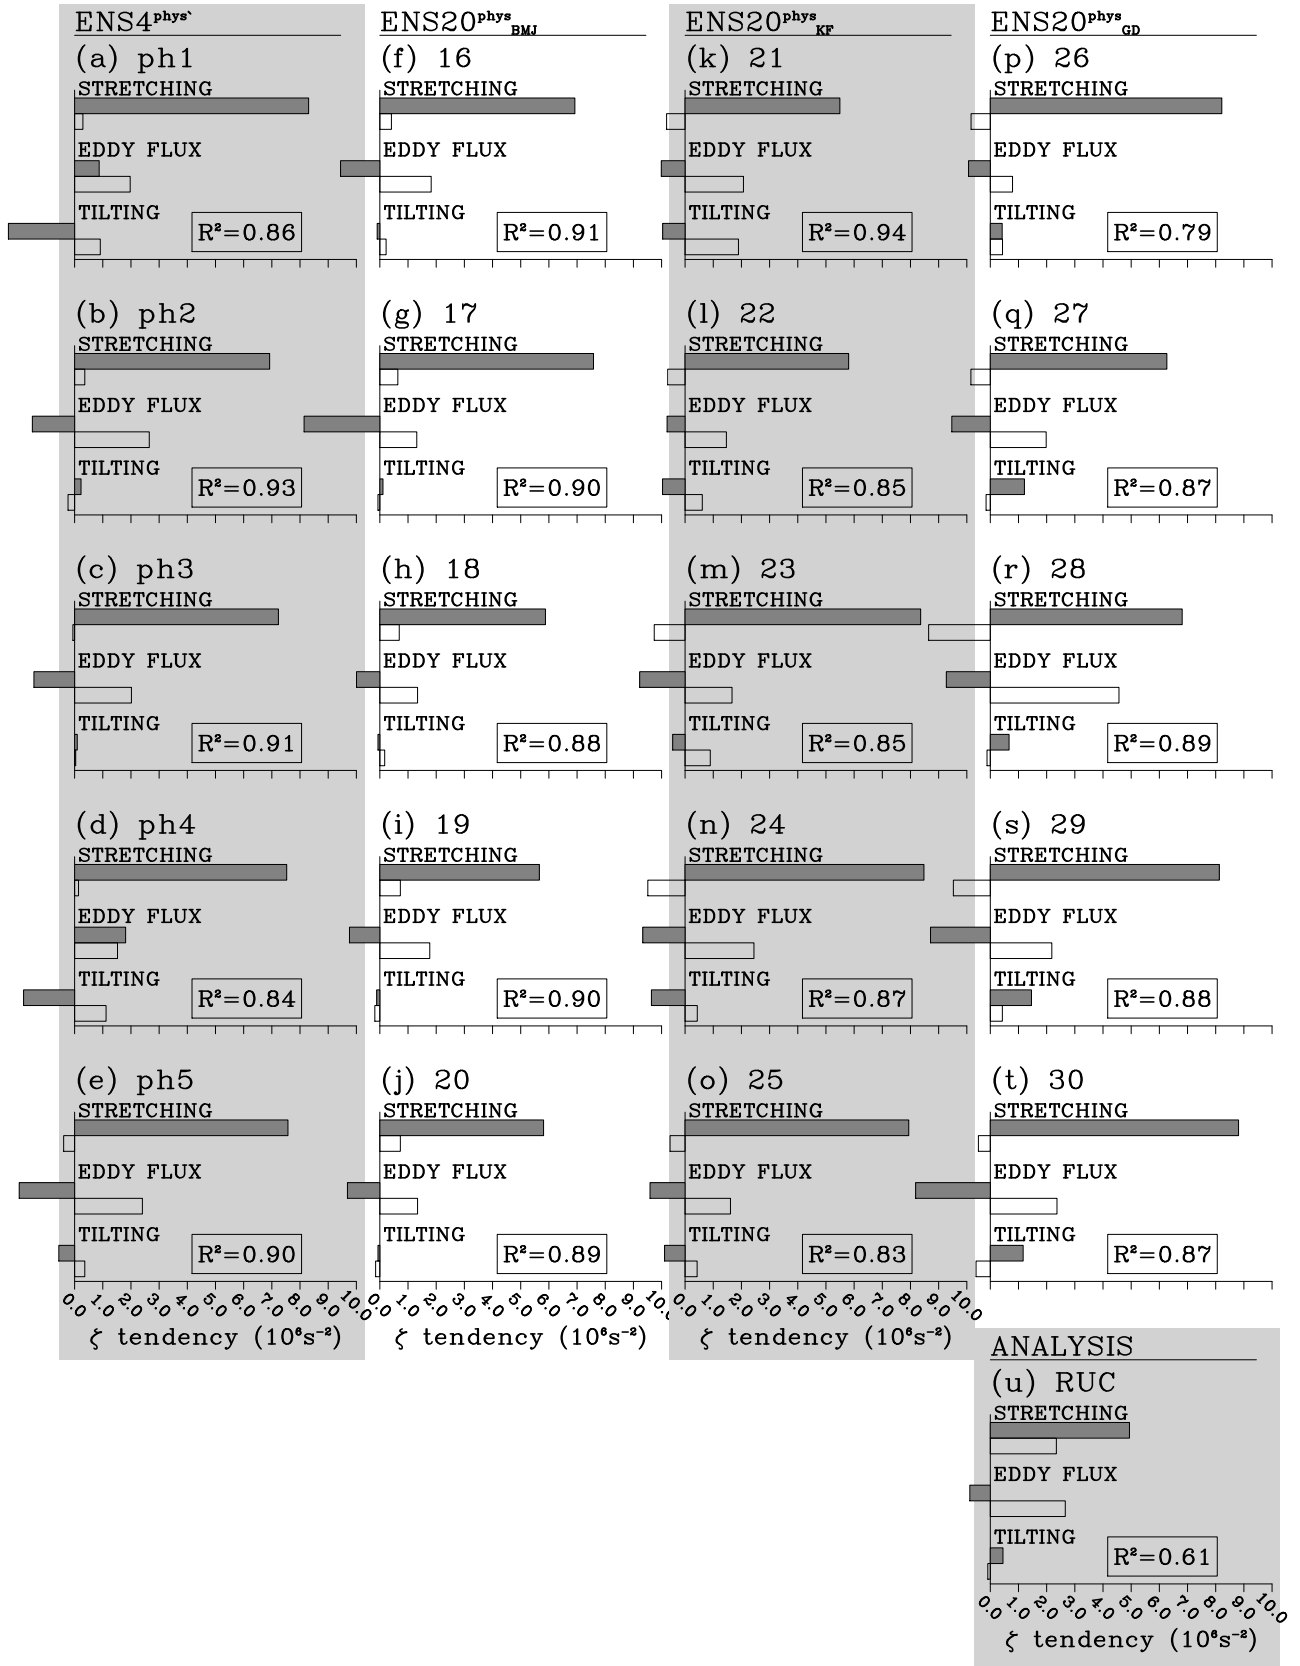 ENS4phys`
(a) ph1
STRETCHING
EDDY FLUX
TILTING
R²=0.86
(b) ph2
STRETCHING
EDDY FLUX
TILTING
R²=0.93
(c) ph3
STRETCHING
EDDY FLUX
TILTING
R²=0.91
(d) ph4
STRETCHING
EDDY FLUX
TILTING
R²=0.84
(e) ph5
STRETCHING
EDDY FLUX
TILTING
R²=0.90
0.0 1.0 2.0 3.0 4.0 5.0 6.0 7.0 8.0 9.0 10.0
ζ tendency (10⁶s⁻²)
ENS20phys BMJ
(f) 16
STRETCHING
EDDY FLUX
TILTING
R²=0.91
(g) 17
STRETCHING
EDDY FLUX
TILTING
R²=0.90
(h) 18
STRETCHING
EDDY FLUX
TILTING
R²=0.88
(i) 19
STRETCHING
EDDY FLUX
TILTING
R²=0.90
(j) 20
STRETCHING
EDDY FLUX
TILTING
R²=0.89
0.0 1.0 2.0 3.0 4.0 5.0 6.0 7.0 8.0 9.0 10.0
ζ tendency (10⁶s⁻²)
ENS20phys KF
(k) 21
STRETCHING
EDDY FLUX
TILTING
R²=0.94
(l) 22
STRETCHING
EDDY FLUX
TILTING
R²=0.85
(m) 23
STRETCHING
EDDY FLUX
TILTING
R²=0.85
(n) 24
STRETCHING
EDDY FLUX
TILTING
R²=0.87
(o) 25
STRETCHING
EDDY FLUX
TILTING
R²=0.83
0.0 1.0 2.0 3.0 4.0 5.0 6.0 7.0 8.0 9.0 10.0
ζ tendency (10⁶s⁻²)
ENS20phys GD
(p) 26
STRETCHING
EDDY FLUX
TILTING
R²=0.79
(q) 27
STRETCHING
EDDY FLUX
TILTING
R²=0.87
(r) 28
STRETCHING
EDDY FLUX
TILTING
R²=0.89
(s) 29
STRETCHING
EDDY FLUX
TILTING
R²=0.88
(t) 30
STRETCHING
EDDY FLUX
TILTING
R²=0.87
ANALYSIS
(u) RUC
STRETCHING
EDDY FLUX
TILTING
R²=0.61
0.0 1.0 2.0 3.0 4.0 5.0 6.0 7.0 8.0 9.0 10.0
ζ tendency (10⁶s⁻²)